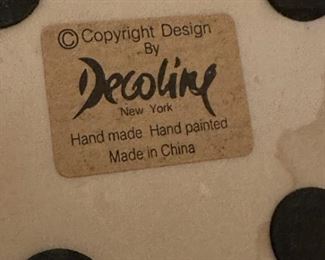 © Copyright Design
By
Decoline
New York
Hand made Hand painted
Made in China